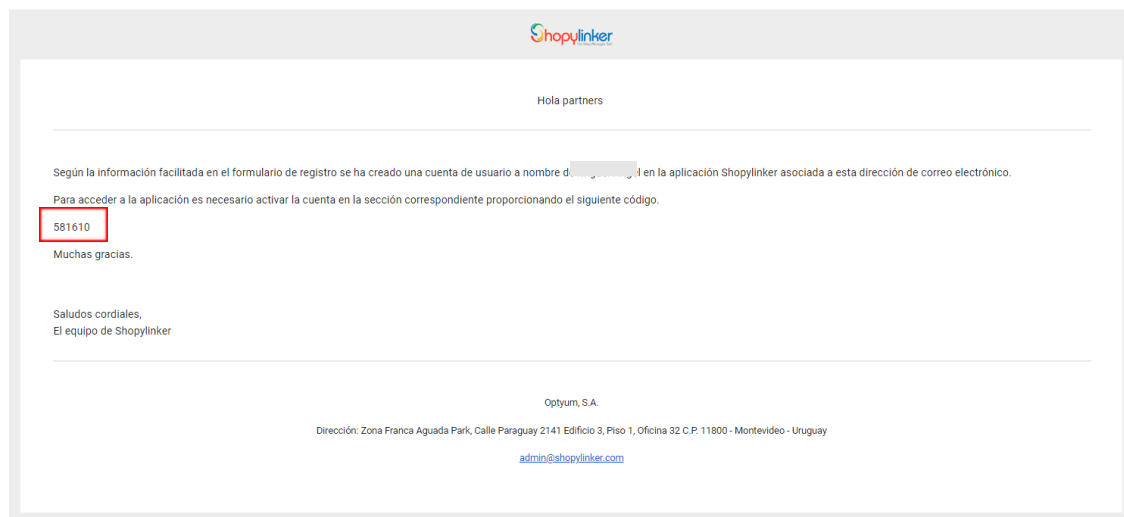 Shopylinker
Hola partners
Según la información facilitada en el formulario de registro se ha creado una cuenta de usuario a nombre en la aplicación Shopylinker asociada a esta dirección de correo electrónico.
Para acceder a la aplicación es necesario activar la cuenta en la sección correspondiente proporcionando el siguiente código.
581610
Muchas gracias.
Saludos cordiales,
El equipo de Shopylinker
Optyum, S.A.
Dirección: Zona Franca Aguada Park, Calle Paraguay 2141 Edificio 3, Piso 1, Oficina 32 C.P. 11800 - Montevideo - Uruguay
admin@shopylinker.com